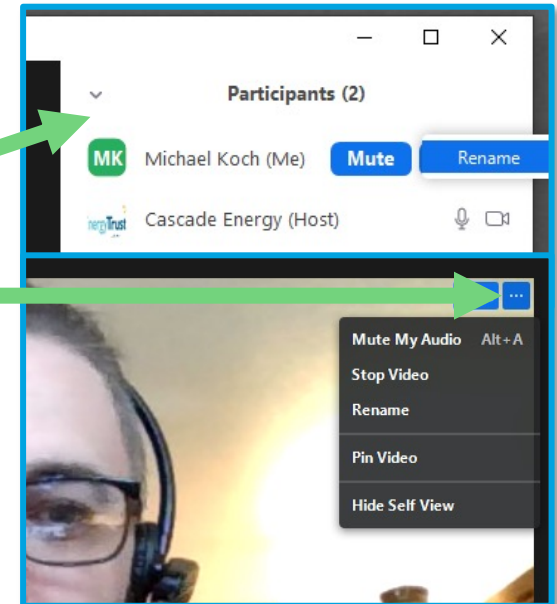 Participants (2)
MK Michael Koch (Me) Mute Rename
nergyTrust Cascade Energy (Host)
...
Mute My Audio Alt+A
Stop Video
Rename
Pin Video
Hide Self View